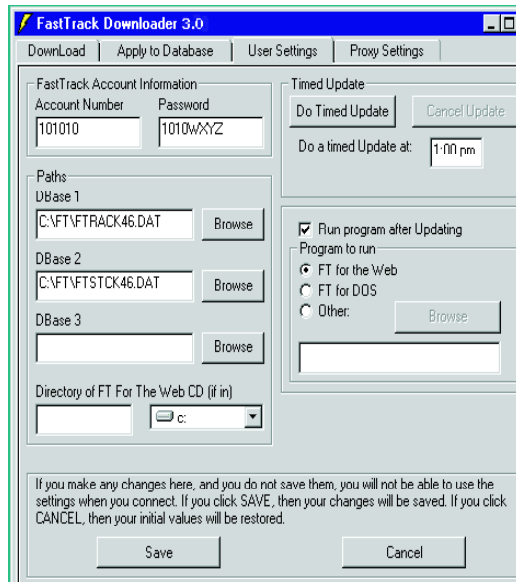 FastTrack Downloader 3.0
DownLoad
Apply to Database
User Settings
Proxy Settings
FastTrack Account Information
Account Number
Password
101010
1010WXYZ
Timed Update
Do Timed Update
Cancel Update
Do a timed Update at:
1:00 pm
Paths
DBase 1
C:\FT\FTRACK46.DAT
Browse
DBase 2
C:\FT\FTSTCK46.DAT
Browse
DBase 3
Browse
Directory of FT For The Web CD (if in)
c:
Run program after Updating
Program to run
FT for the Web
FT for DOS
Other:
Browse
If you make any changes here, and you do not save them, you will not be able to use the
settings when you connect. If you click SAVE, then your changes will be saved. If you click
CANCEL, then your initial values will be restored.
Save
Cancel